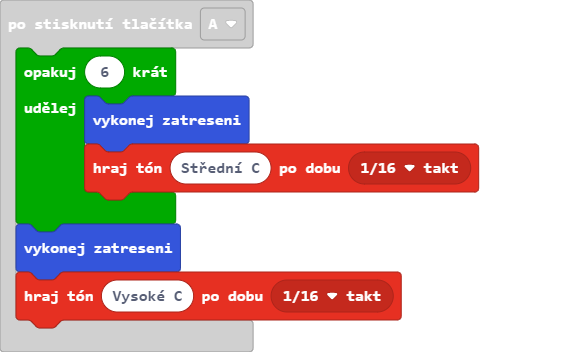 po stisknutí tlačítka A
opakuj 6 krát
udělej
vykonej zatreseni
hraj tón Střední C po dobu 1/16 takt
vykonej zatreseni
hraj tón Vysoké C po dobu 1/16 takt